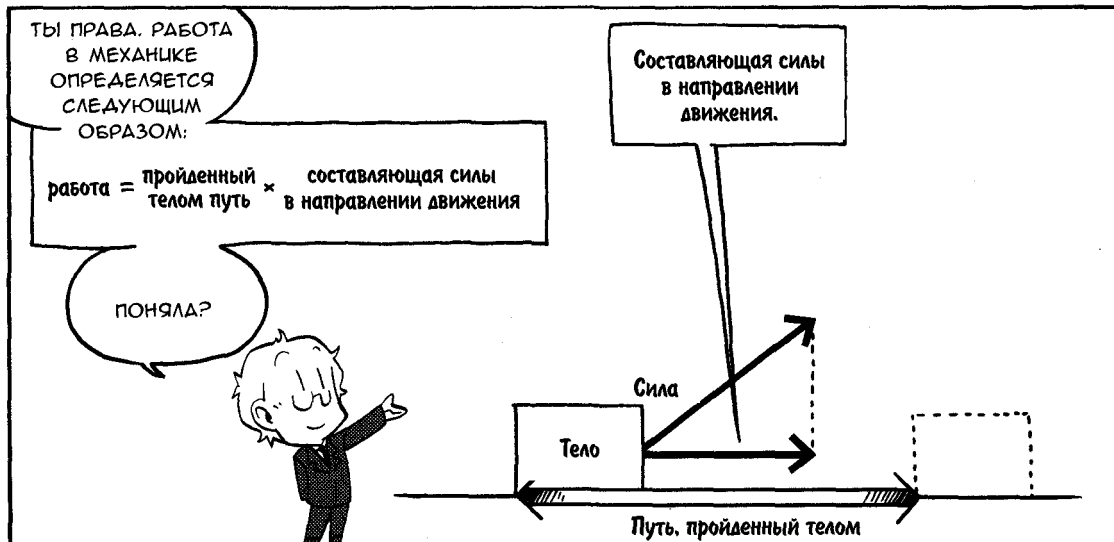 ТЫ ПРАВА. РАБОТА
В МЕХАНИКЕ
ОПРЕДЕЛЯЕТСЯ
СЛЕДУЮЩИМ
ОБРАЗОМ:
работа = пройденный телом путь × составляющая силы в направлении движения
ПОНЯЛА?
Составляющая силы
в направлении
движения.
Сила
Тело
Путь, пройденный телом